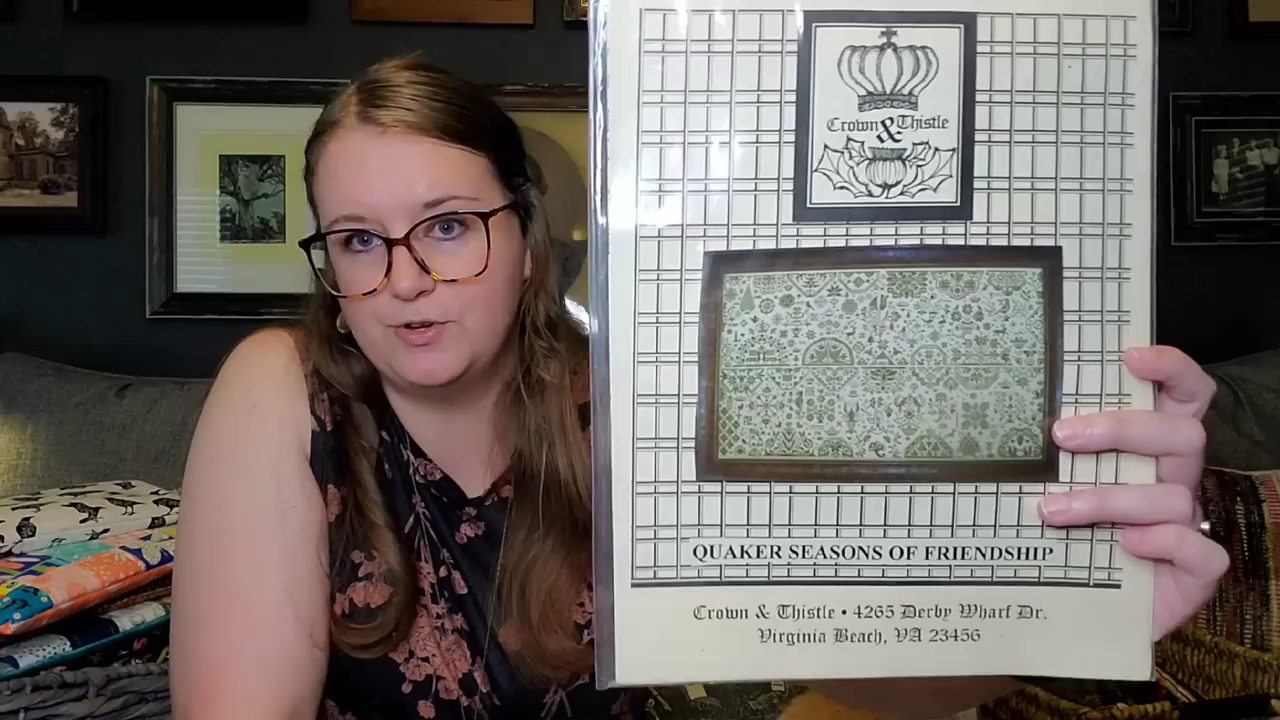 Crown & Thistle
QUAKER SEASONS OF FRIENDSHIP
Crown & Thistle • 4265 Derby Wharf Dr.
Virginia Beach, VA 23456